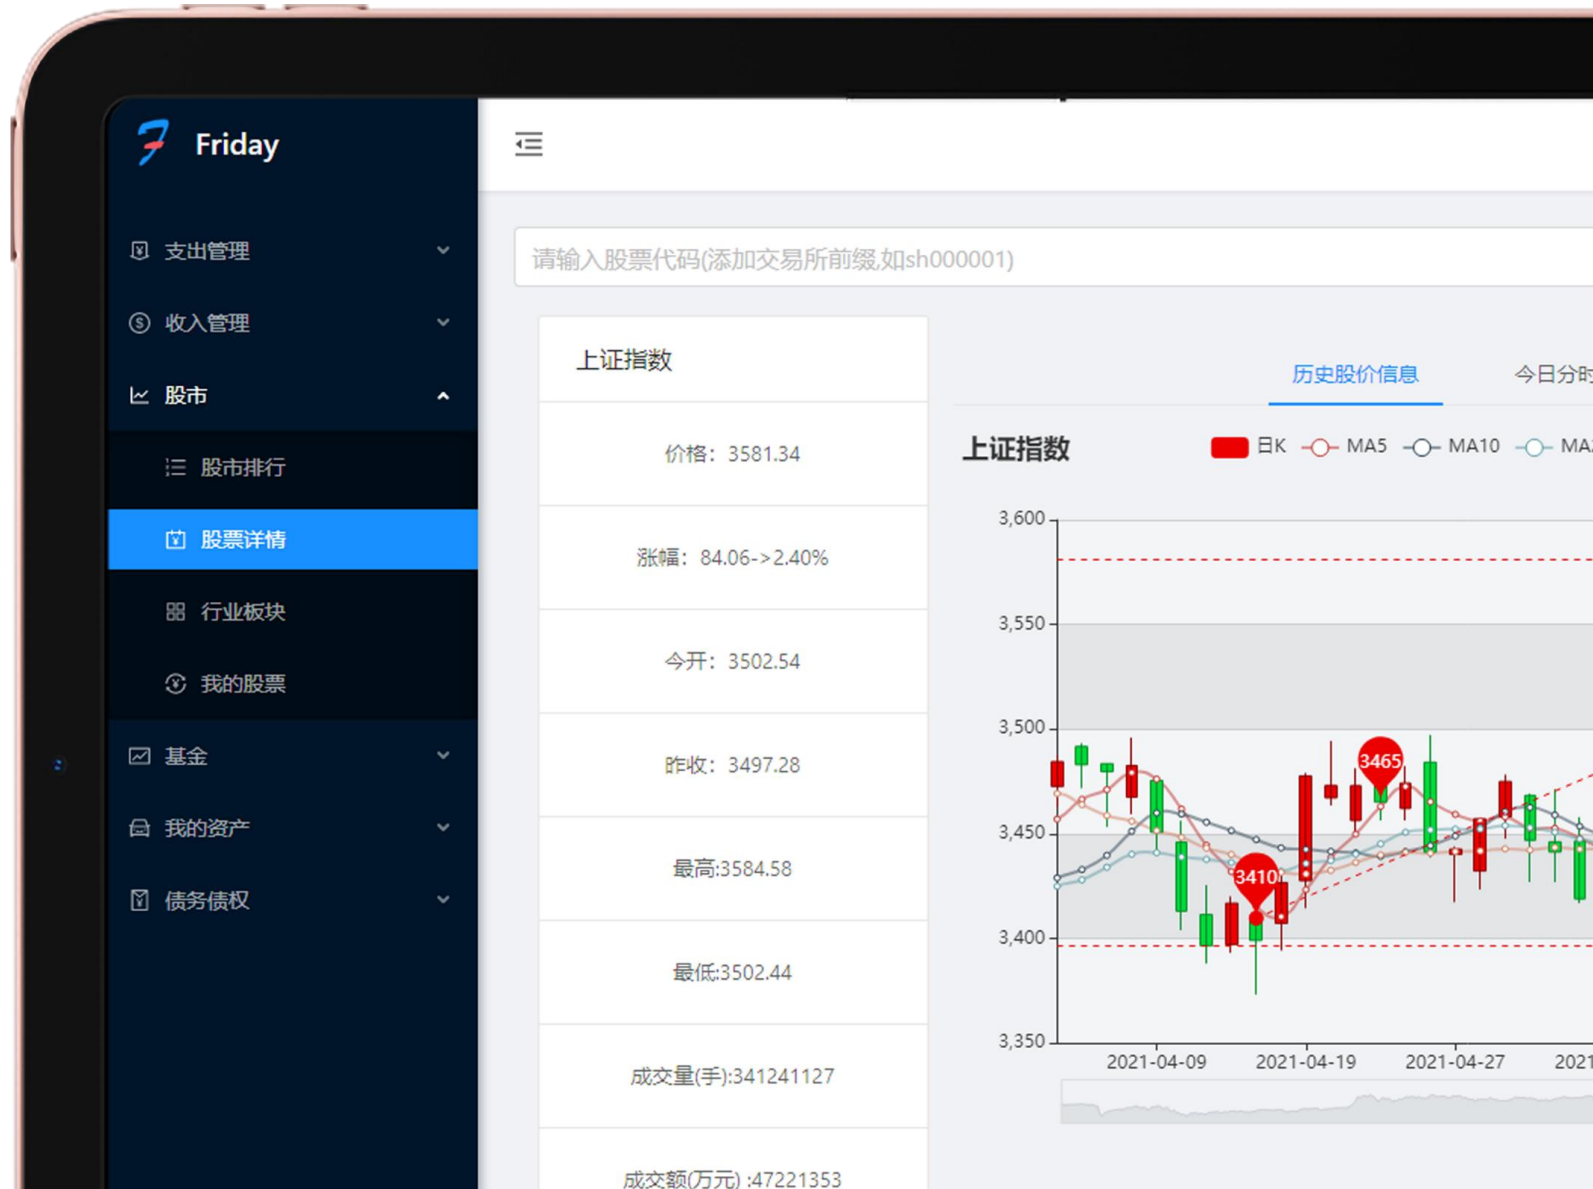 Friday
支出管理
收入管理
股市
股市排行
股票详情
行业板块
我的股票
基金
我的资产
债务债权
请输入股票代码(添加交易所前缀,如sh000001)
上证指数
价格：3581.34
涨幅：84.06->2.40%
今开：3502.54
昨收：3497.28
最高:3584.58
最低:3502.44
成交量(手):341241127
成交额(万元) :47221353
历史股价信息 今日分时
上证指数 日K MA5 MA10
3,600
3,550
3,500
3465
3,450
3410
3,400
3,350
2021-04-09 2021-04-19 2021-04-27 2021